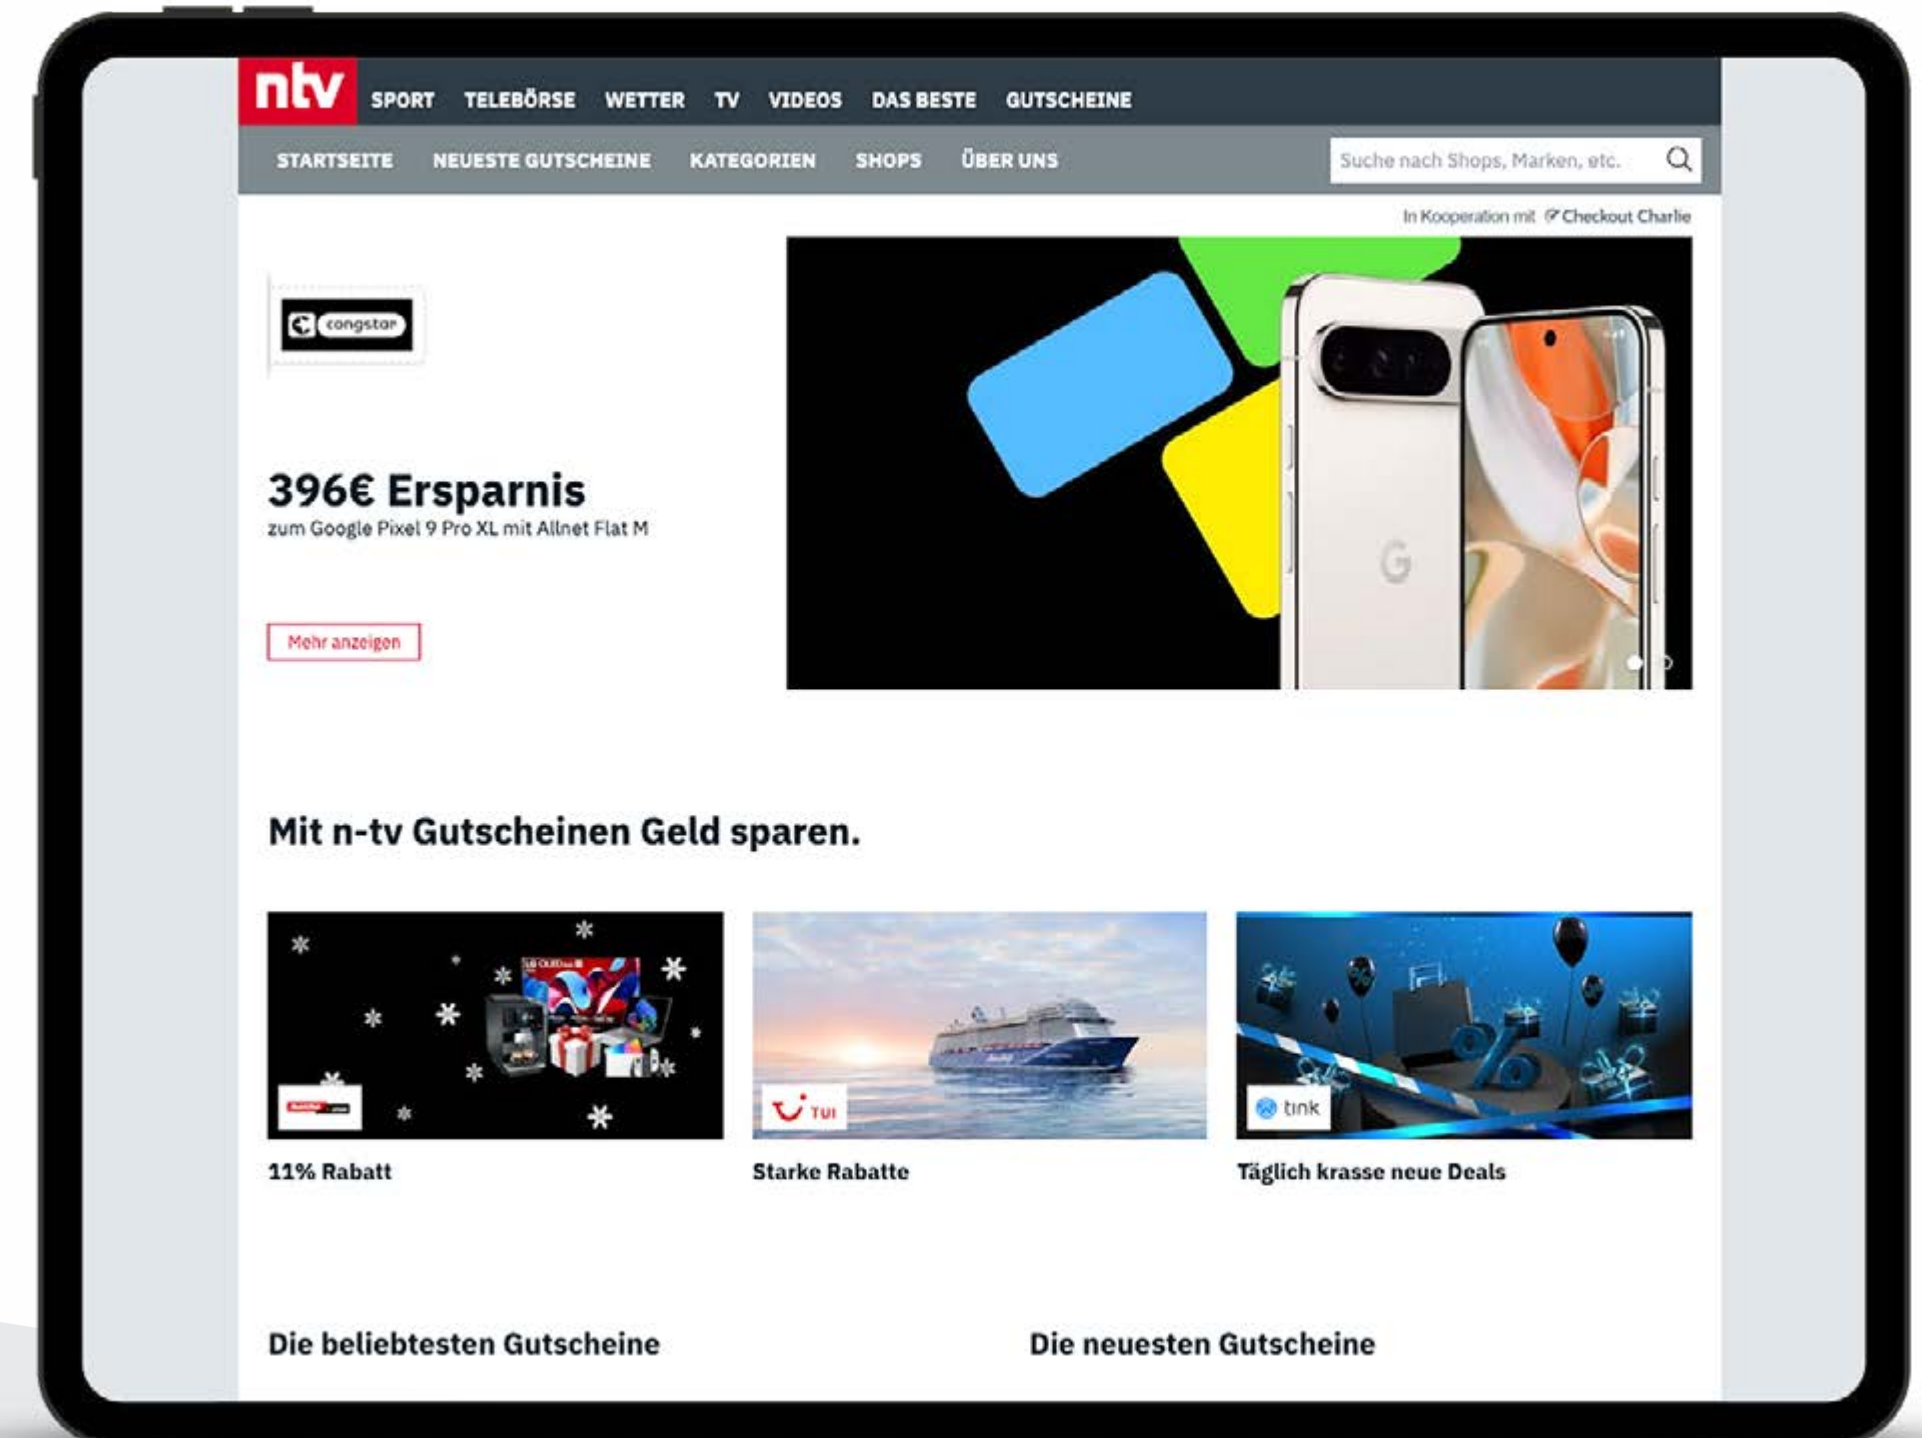 ntv
SPORT TELEBÖRSE WETTER TV VIDEOS DAS BESTE GUTSCHEINE
STARTSEITE NEUESTE GUTSCHEINE KATEGORIEN SHOPS ÜBER UNS
Suche nach Shops, Marken, etc.
In Kooperation mit Checkout Charlie
congstar
396€ Ersparnis
zum Google Pixel 9 Pro XL mit Allnet Flat M
Mehr anzeigen
G
Mit n-tv Gutscheinen Geld sparen.
LG OLED
TUI
tink
%
11% Rabatt
Starke Rabatte
Täglich krasse neue Deals
Die beliebtesten Gutscheine
Die neuesten Gutscheine